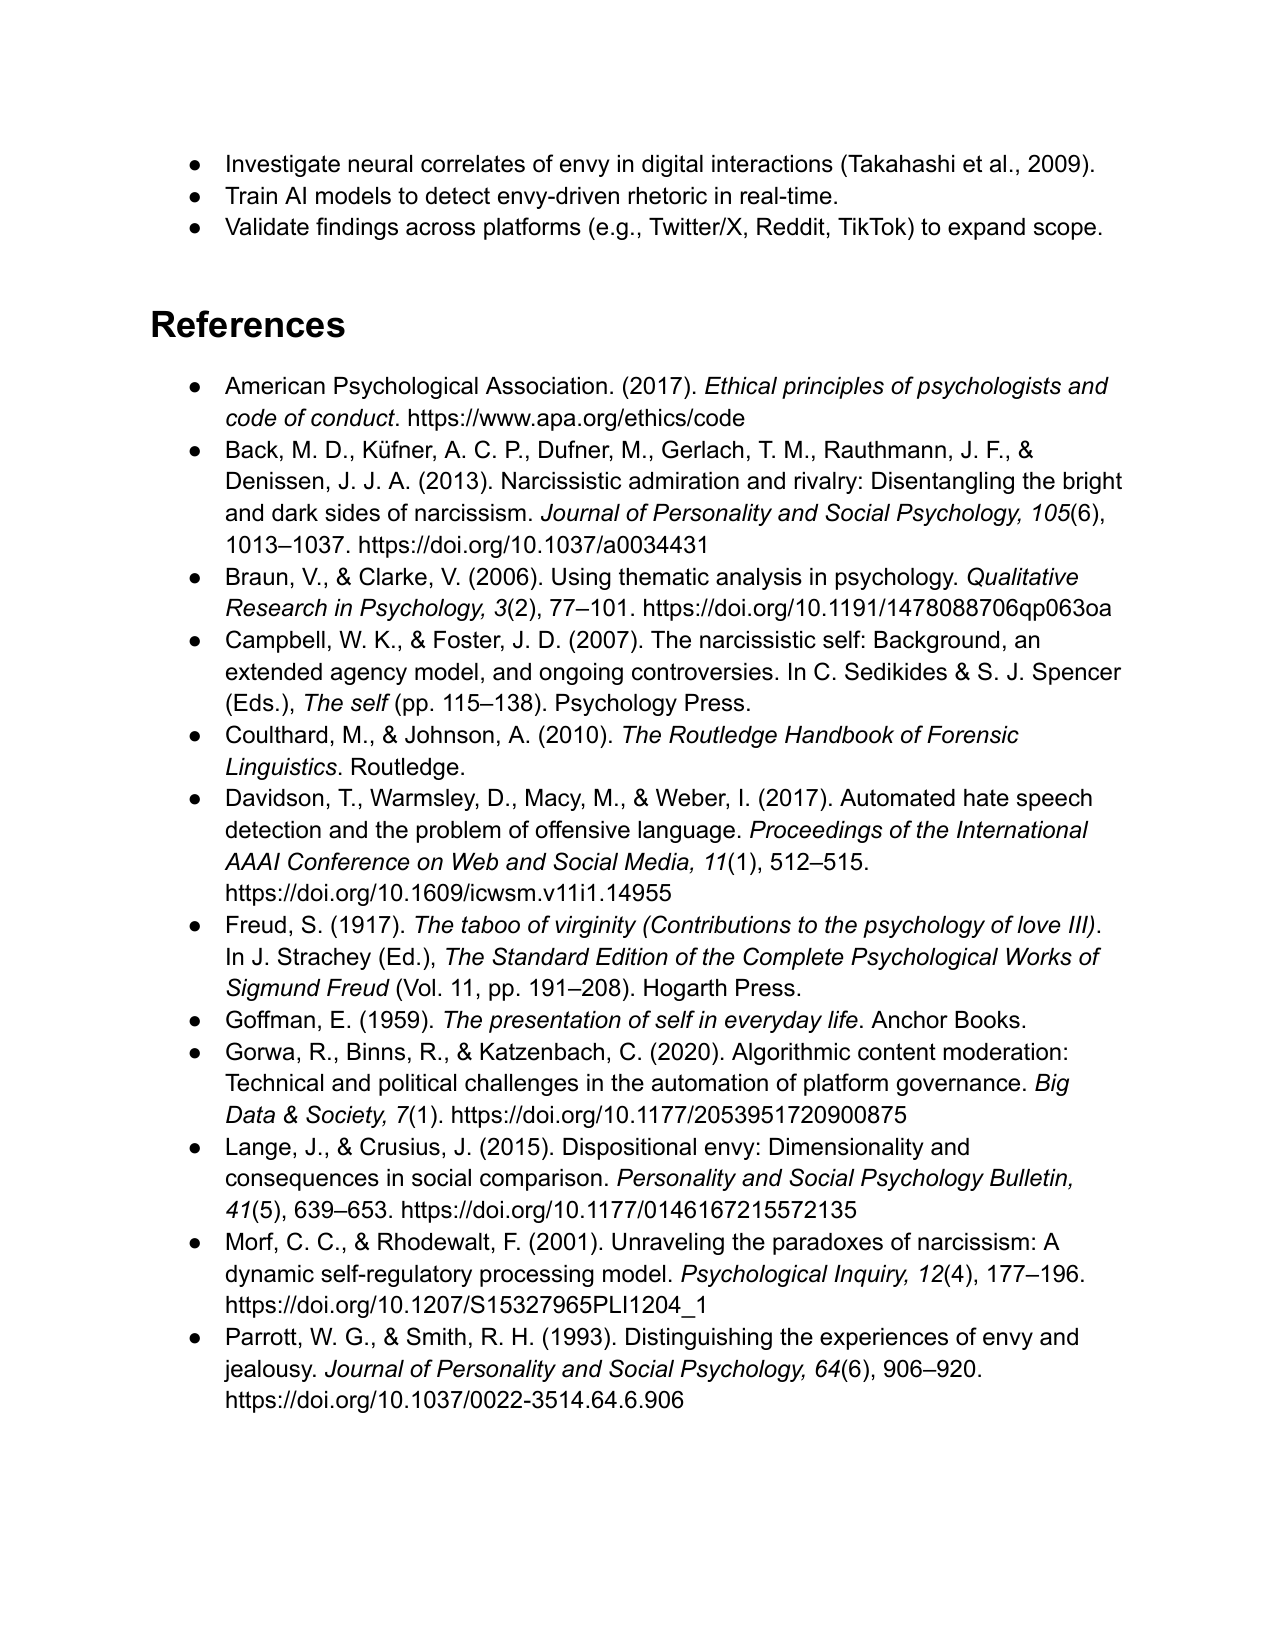 ● Investigate neural correlates of envy in digital interactions (Takahashi et al., 2009).
● Train AI models to detect envy-driven rhetoric in real-time.
● Validate findings across platforms (e.g., Twitter/X, Reddit, TikTok) to expand scope.
References
● American Psychological Association. (2017). Ethical principles of psychologists and
code of conduct. https://www.apa.org/ethics/code
● Back, M. D., Küfner, A. C. P., Dufner, M., Gerlach, T. M., Rauthmann, J. F., &
Denissen, J. J. A. (2013). Narcissistic admiration and rivalry: Disentangling the bright
and dark sides of narcissism. Journal of Personality and Social Psychology, 105(6),
1013–1037. https://doi.org/10.1037/a0034431
● Braun, V., & Clarke, V. (2006). Using thematic analysis in psychology. Qualitative
Research in Psychology, 3(2), 77–101. https://doi.org/10.1191/1478088706qp063oa
● Campbell, W. K., & Foster, J. D. (2007). The narcissistic self: Background, an
extended agency model, and ongoing controversies. In C. Sedikides & S. J. Spencer
(Eds.), The self (pp. 115–138). Psychology Press.
● Coulthard, M., & Johnson, A. (2010). The Routledge Handbook of Forensic
Linguistics. Routledge.
● Davidson, T., Warmsley, D., Macy, M., & Weber, I. (2017). Automated hate speech
detection and the problem of offensive language. Proceedings of the International
AAAI Conference on Web and Social Media, 11(1), 512–515.
https://doi.org/10.1609/icwsm.v11i1.14955
● Freud, S. (1917). The taboo of virginity (Contributions to the psychology of love III).
In J. Strachey (Ed.), The Standard Edition of the Complete Psychological Works of
Sigmund Freud (Vol. 11, pp. 191–208). Hogarth Press.
● Goffman, E. (1959). The presentation of self in everyday life. Anchor Books.
● Gorwa, R., Binns, R., & Katzenbach, C. (2020). Algorithmic content moderation:
Technical and political challenges in the automation of platform governance. Big
Data & Society, 7(1). https://doi.org/10.1177/2053951720900875
● Lange, J., & Crusius, J. (2015). Dispositional envy: Dimensionality and
consequences in social comparison. Personality and Social Psychology Bulletin,
41(5), 639–653. https://doi.org/10.1177/0146167215572135
● Morf, C. C., & Rhodewalt, F. (2001). Unraveling the paradoxes of narcissism: A
dynamic self-regulatory processing model. Psychological Inquiry, 12(4), 177–196.
https://doi.org/10.1207/S15327965PLI1204_1
● Parrott, W. G., & Smith, R. H. (1993). Distinguishing the experiences of envy and
jealousy. Journal of Personality and Social Psychology, 64(6), 906–920.
https://doi.org/10.1037/0022-3514.64.6.906